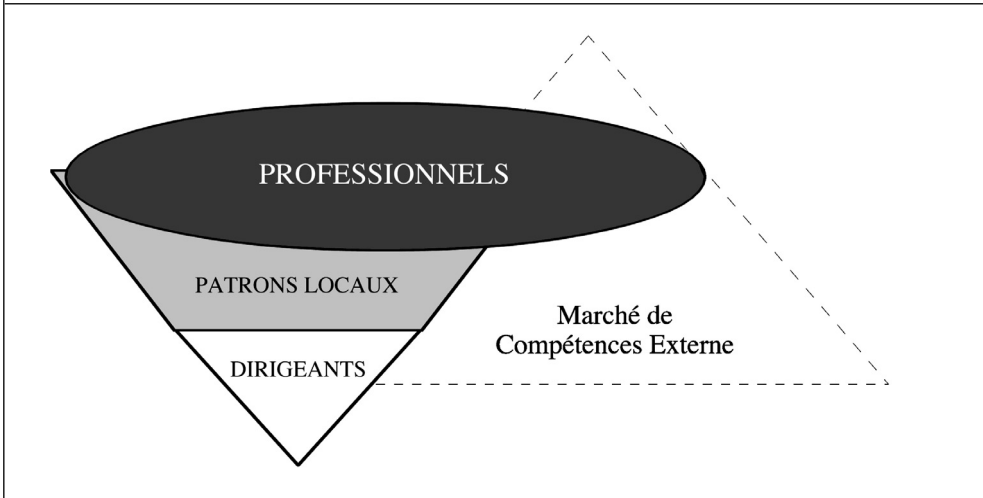 PROFESSIONNELS
PATRONS LOCAUX
Marché de
Compétences Externe
DIRIGEANTS